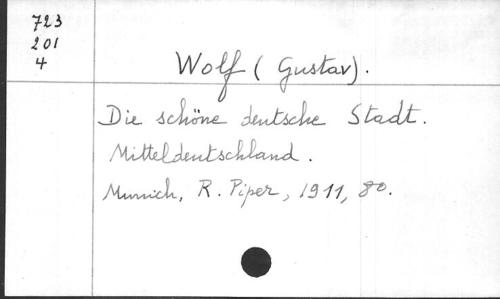 723
201
4
Wolf (Gustav).
Die schöne deutsche Stadt.
Mitteldeutschland.
Munich, R. Piper, 1911, 8o.